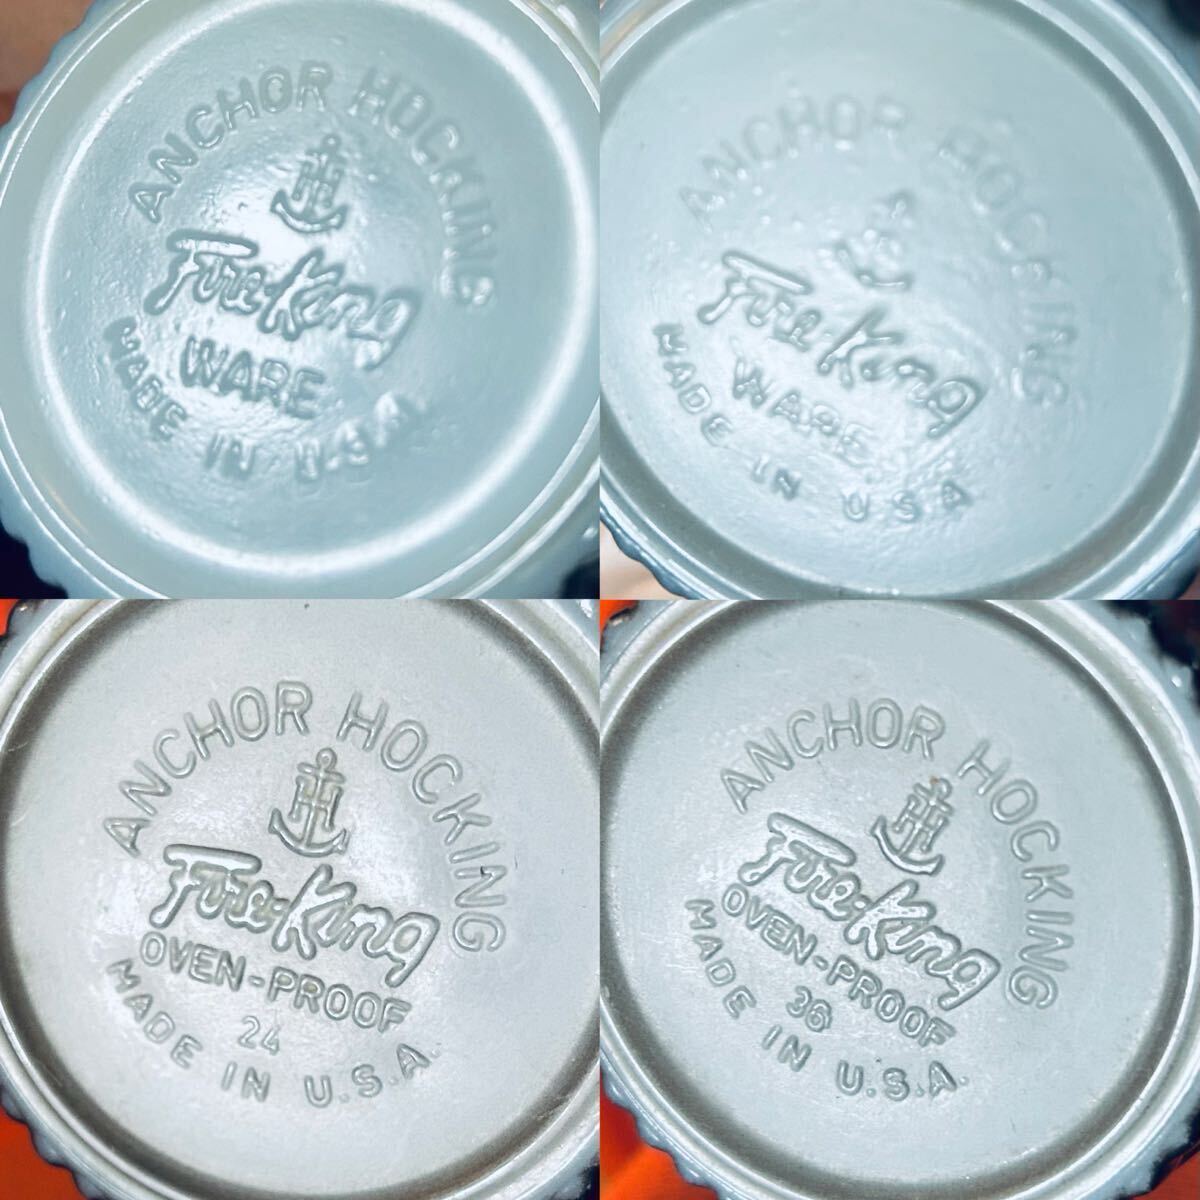 ANCHOR HOCKING
Fire-King
WARE
MADE IN U.S.A.
ANCHOR HOCKING
Fire-King
WARE
MADE IN U.S.A
ANCHOR HOCKING
Fire-King
OVEN-PROOF
24
MADE IN U.S.A.
ANCHOR HOCKING
Fire-King
OVEN-PROOF
36
MADE IN U.S.A.